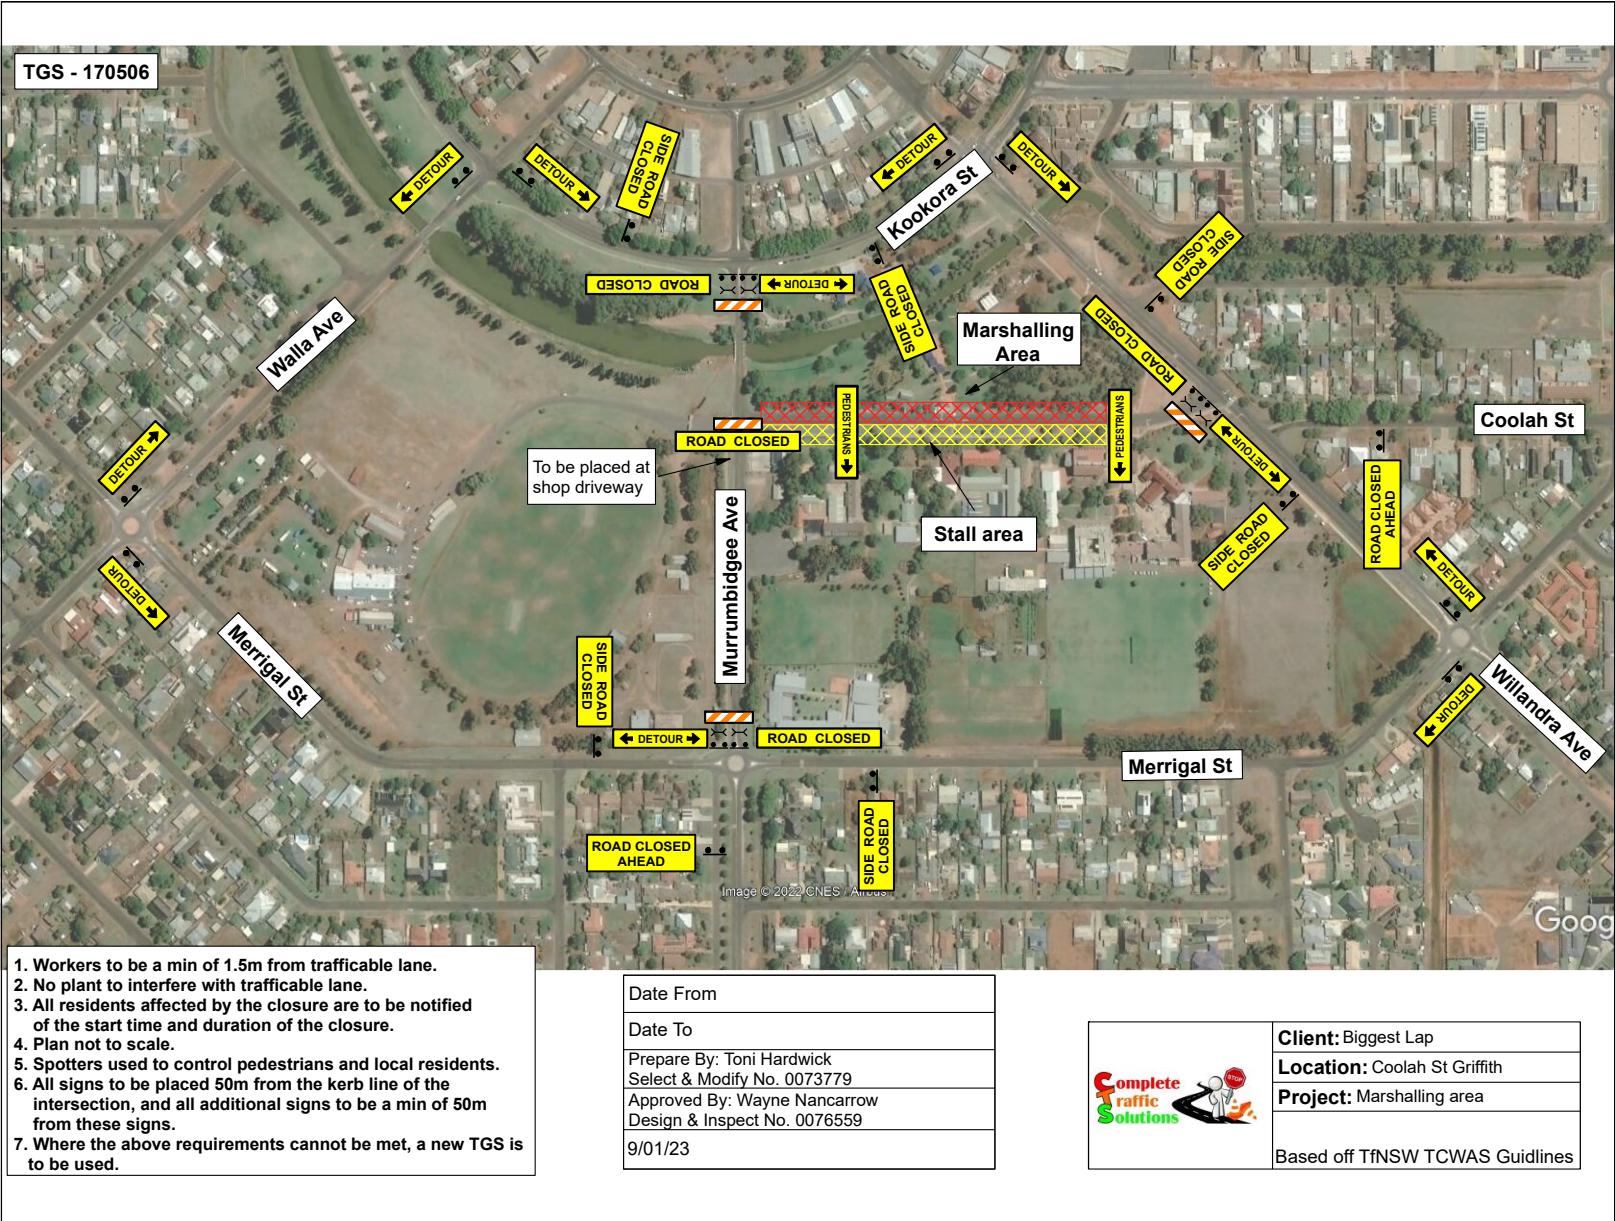 TGS - 170506
DETOUR
DETOUR
SIDE ROAD
CLOSED
DETOUR
DETOUR
Kookora St
SIDE ROAD
CLOSED
ROAD CLOSED
DETOUR
SIDE ROAD
CLOSED
Walla Ave
Marshalling
Area
ROAD CLOSED
PEDESTRIANS
PEDESTRIANS
Coolah St
ROAD CLOSED
DETOUR
DETOUR
To be placed at
shop driveway
ROAD CLOSED
AHEAD
Murrumbidgee Ave
Stall area
SIDE ROAD
CLOSED
DETOUR
DETOUR
Merrigal St
SIDE ROAD
CLOSED
DETOUR
Willandra Ave
DETOUR
ROAD CLOSED
Merrigal St
SIDE ROAD
CLOSED
ROAD CLOSED
AHEAD
Image © 2022 CNES / Airbus
Goog
1. Workers to be a min of 1.5m from trafficable lane.
2. No plant to interfere with trafficable lane.
3. All residents affected by the closure are to be notified
of the start time and duration of the closure.
4. Plan not to scale.
5. Spotters used to control pedestrians and local residents.
6. All signs to be placed 50m from the kerb line of the
intersection, and all additional signs to be a min of 50m
from these signs.
7. Where the above requirements cannot be met, a new TGS is
to be used.
Date From
Date To
Prepare By: Toni Hardwick
Select & Modify No. 0073779
Approved By: Wayne Nancarrow
Design & Inspect No. 0076559
9/01/23
Complete
Traffic
Solutions
STOP
Client: Biggest Lap
Location: Coolah St Griffith
Project: Marshalling area
Based off TfNSW TCWAS Guidlines